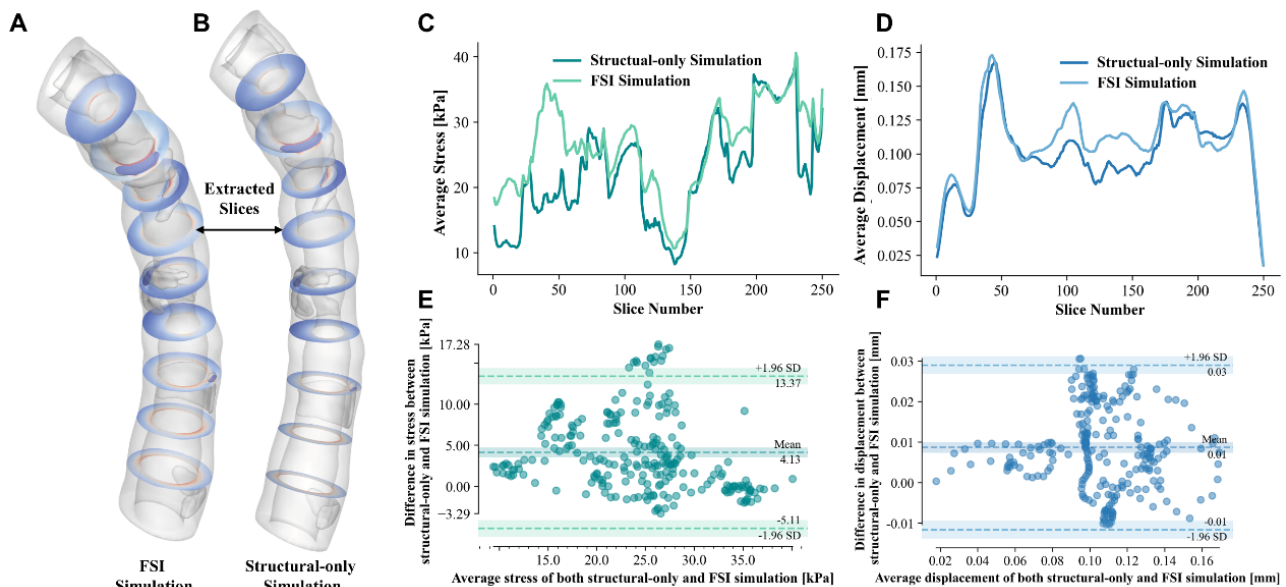 A
B
Extracted
Slices
FSI
Simulation
Structural-only
Simulation
C
Structual-only Simulation
FSI Simulation
Average Stress [kPa]
40
30
20
10
0
50
100
150
200
250
Slice Number
D
Structual-only Simulation
FSI Simulation
Average Displacement [mm]
0.175
0.150
0.125
0.100
0.075
0.050
0.025
0
50
100
150
200
250
Slice Number
E
Difference in stress between
structural-only and FSI simulation [kPa]
17.28
10.00
5.00
0.00
−3.29
+1.96 SD
13.37
Mean
4.13
-5.11
-1.96 SD
15.0
20.0
25.0
30.0
35.0
40.0
Average stress of both structural-only and FSI simulation [kPa]
F
Difference in displacement between
structural-only and FSI simulation [mm]
0.03
0.01
0.01
0.00
−0.01
+1.96 SD
0.03
Mean
0.01
-0.01
-1.96 SD
0.02
0.04
0.06
0.08
0.10
0.12
0.14
0.16
Average displacement of both structural-only and FSI simulation [mm]